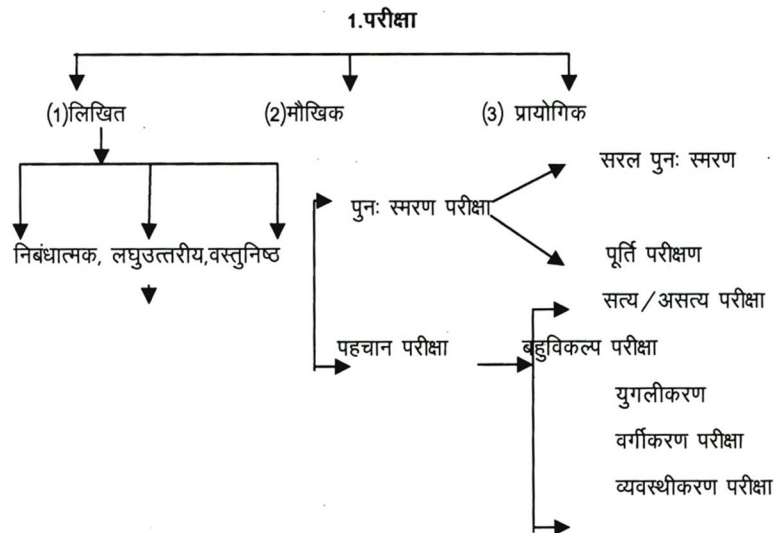 1.परीक्षा
(1)लिखित (2)मौखिक (3) प्रायोगिक
सरल पुनः स्मरण
पुनः स्मरण परीक्षा
निबंधात्मक, लघुउत्तरीय,वस्तुनिष्ठ
पूर्ति परीक्षण
सत्य/असत्य परीक्षा
पहचान परीक्षा
बहुविकल्प परीक्षा
युगलीकरण
वर्गीकरण परीक्षा
व्यवस्थीकरण परीक्षा